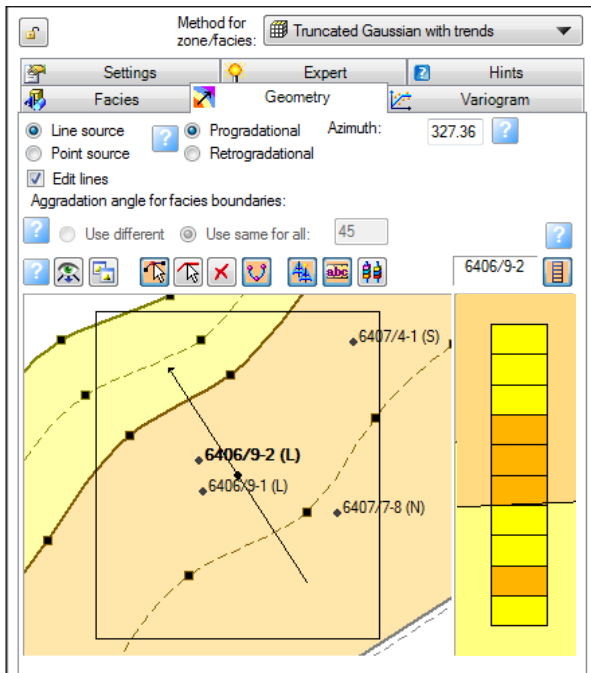 Method for
zone/facies:
Truncated Gaussian with trends
Settings
Expert
Hints
Facies
Geometry
Variogram
Line source
Progradational
Azimuth:
327.36
Point source
Retrogradational
Edit lines
Aggradation angle for facies boundaries:
Use different
Use same for all:
45
abc
6406/9-2
6407/4-1 (S)
6406/9-2 (L)
6406/9-1 (L)
6407/7-8 (N)